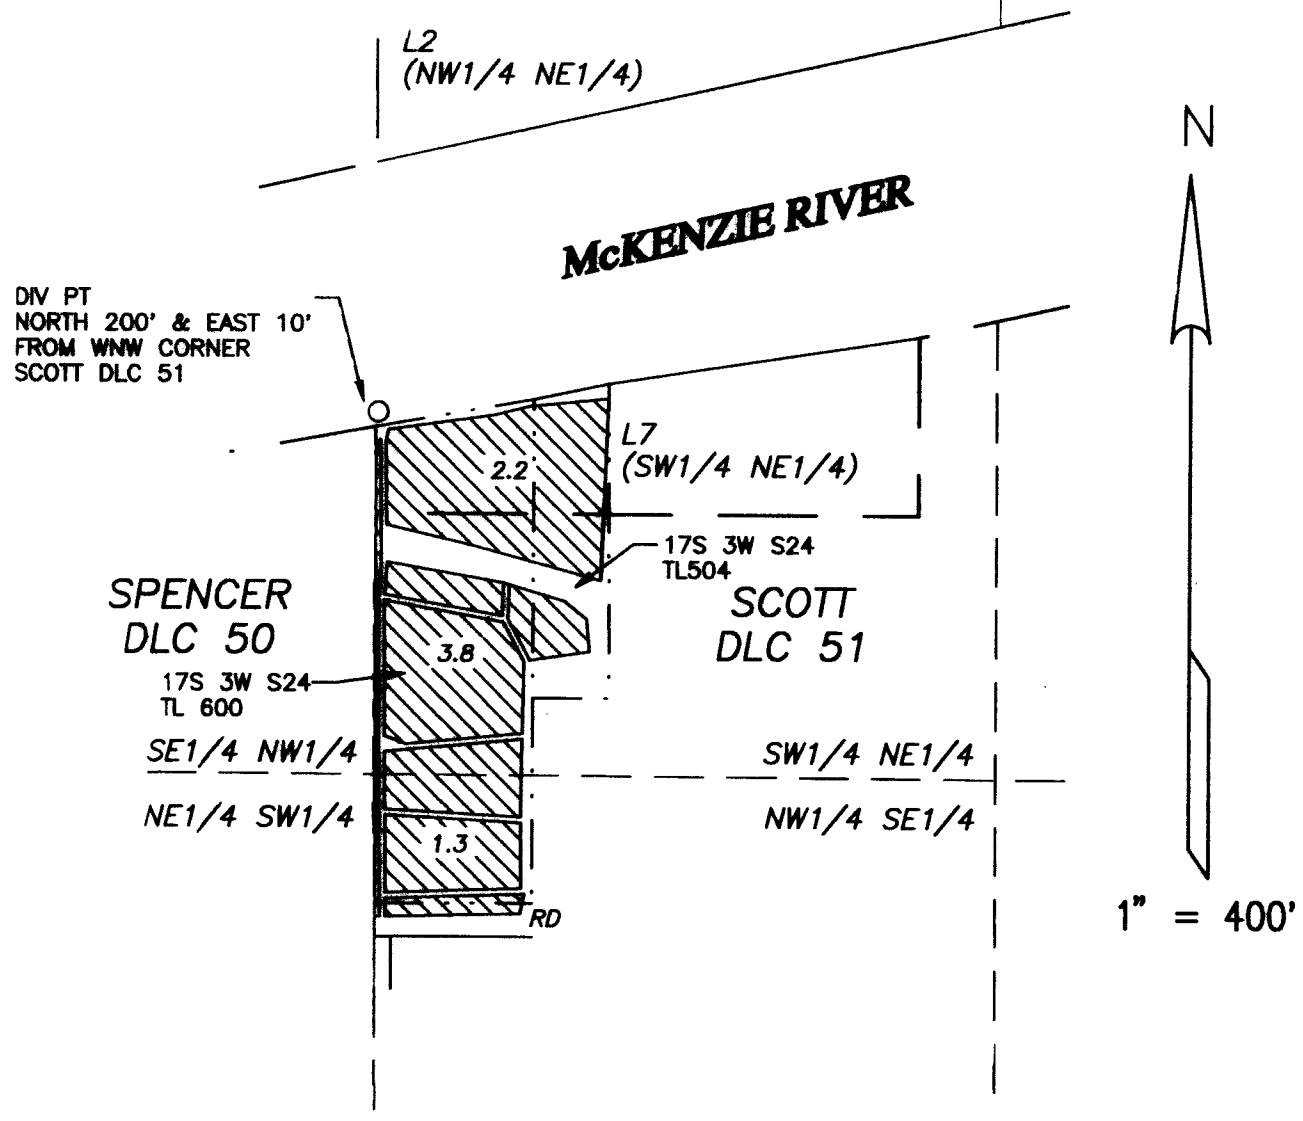 L2
(NW1/4 NE1/4)
N
McKENZIE RIVER
DIV PT
NORTH 200' & EAST 10'
FROM WNW CORNER
SCOTT DLC 51
L7
(SW1/4 NE1/4)
2.2
17S 3W S24
TL504
SPENCER
DLC 50
SCOTT
DLC 51
3.8
17S 3W S24
TL 600
SE1/4 NW1/4
SW1/4 NE1/4
NE1/4 SW1/4
NW1/4 SE1/4
1.3
RD
1" = 400'